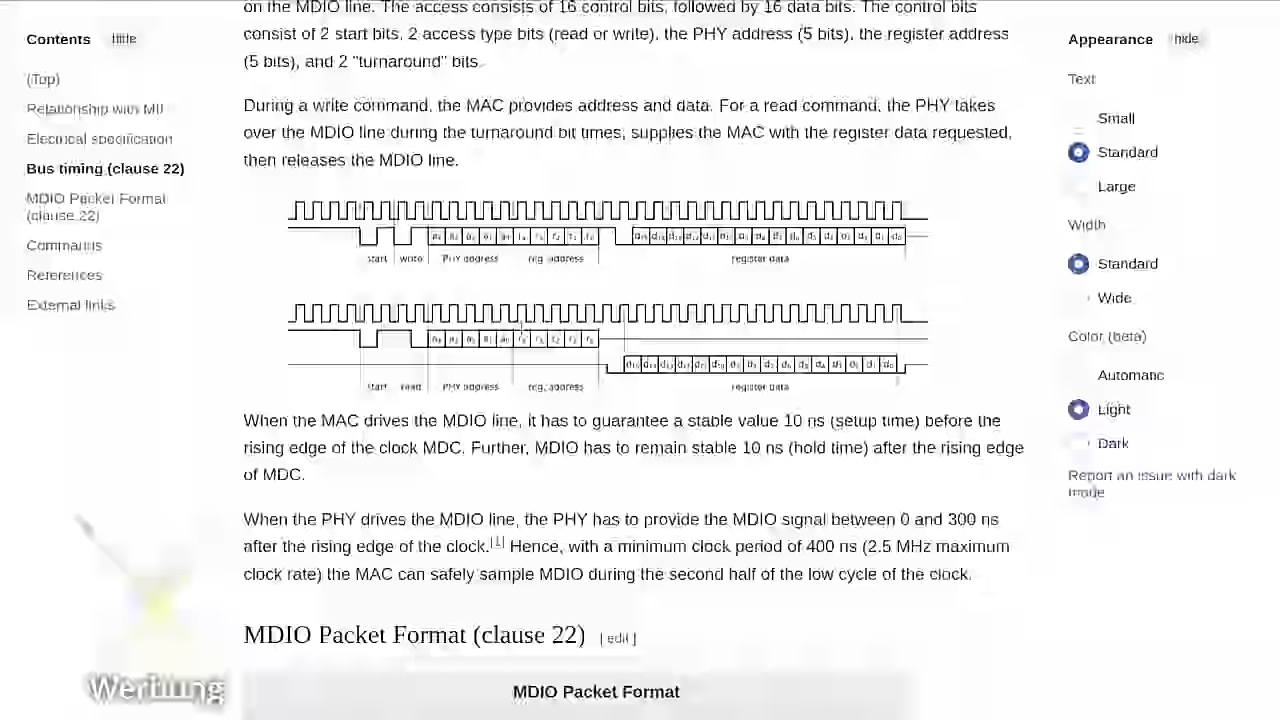 on the MDIO line. The access consists of 16 control bits, followed by 16 data bits. The control bits
consist of 2 start bits, 2 access type bits (read or write), the PHY address (5 bits), the register address
(5 bits), and 2 "turnaround" bits.
During a write command, the MAC provides address and data. For a read command, the PHY takes
over the MDIO line during the turnaround bit times, supplies the MAC with the register data requested,
then releases the MDIO line.
start write PHY address reg. address register data
start read PHY address reg. address register data
When the MAC drives the MDIO line, it has to guarantee a stable value 10 ns (setup time) before the
rising edge of the clock MDC. Further, MDIO has to remain stable 10 ns (hold time) after the rising edge
of MDC.
When the PHY drives the MDIO line, the PHY has to provide the MDIO signal between 0 and 300 ns
after the rising edge of the clock.[1] Hence, with a minimum clock period of 400 ns (2.5 MHz maximum
clock rate) the MAC can safely sample MDIO during the second half of the low cycle of the clock.
MDIO Packet Format (clause 22) [ edit ]
MDIO Packet Format
Contents
(Top)
Relationship with MII
Electrical specification
Bus timing (clause 22)
MDIO Packet Format
(clause 22)
References
External links
Appearance hide
Text
Small
Standard
Large
Width
Standard
Wide
Color (beta)
Automatic
Light
Dark
Report an issue with dark
mode
Werbung